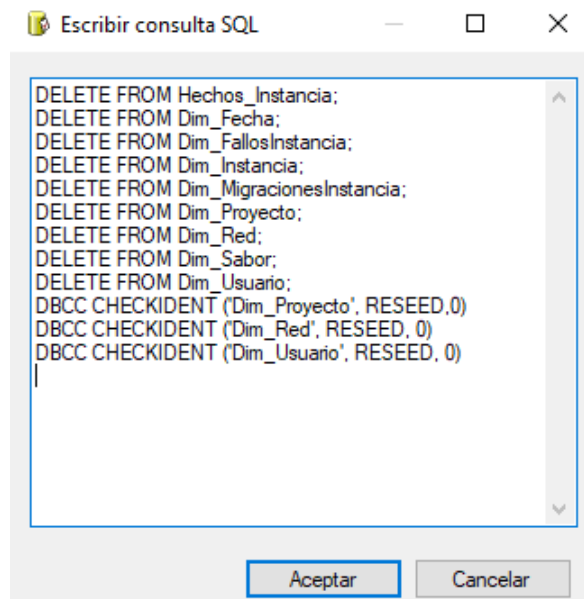 Escribir consulta SQL
DELETE FROM Hechos_Instancia;
DELETE FROM Dim_Fecha;
DELETE FROM Dim_FallosInstancia;
DELETE FROM Dim_Instancia;
DELETE FROM Dim_MigracionesInstancia;
DELETE FROM Dim_Proyecto;
DELETE FROM Dim_Red;
DELETE FROM Dim_Sabor;
DELETE FROM Dim_Usuario;
DBCC CHECKIDENT ('Dim_Proyecto', RESEED,0)
DBCC CHECKIDENT ('Dim_Red', RESEED, 0)
DBCC CHECKIDENT ('Dim_Usuario', RESEED, 0)
Aceptar Cancelar